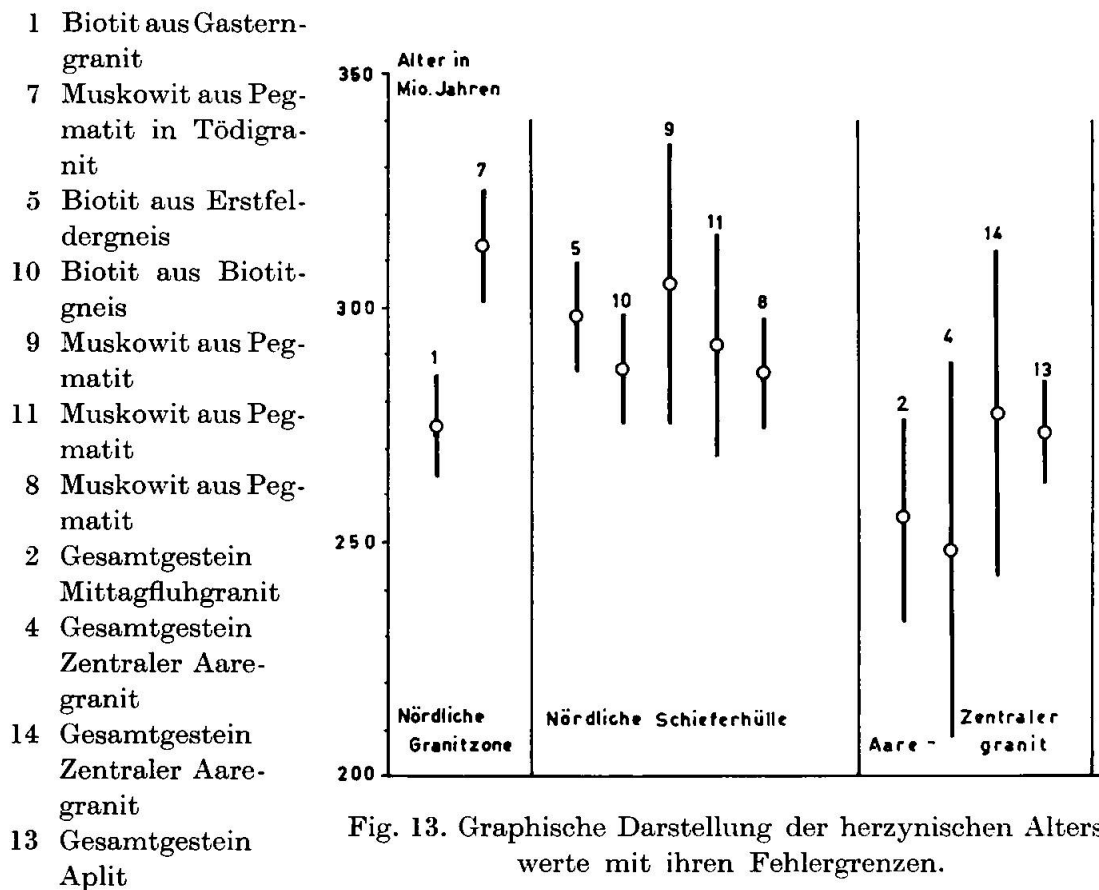 1 Biotit aus Gastern-
granit
7 Muskowit aus Peg-
matit in Tödigra-
nit
5 Biotit aus Erstfel-
dergneis
10 Biotit aus Biotit-
gneis
9 Muskowit aus Peg-
matit
11 Muskowit aus Peg-
matit
8 Muskowit aus Peg-
matit
2 Gesamtgestein
Mittagfluhgranit
4 Gesamtgestein
Zentraler Aare-
granit
14 Gesamtgestein
Zentraler Aare-
granit
13 Gesamtgestein
Aplit
Alter in
Mio. Jahren
350
300
250
200
1
7
5
10
9
11
8
2
4
14
13
Nördliche
Granitzone
Nördliche Schieferhülle
Zentraler
Aare- granit
Fig. 13. Graphische Darstellung der herzynischen Alters
werte mit ihren Fehlergrenzen.